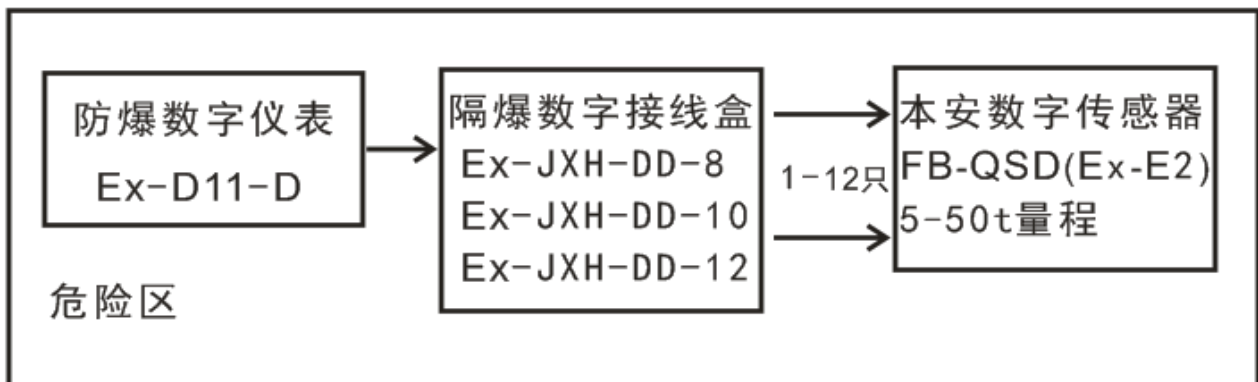 防爆数字仪表
Ex-D11-D
隔爆数字接线盒
Ex-JXH-DD-8
Ex-JXH-DD-10
Ex-JXH-DD-12
1-12只
本安数字传感器
FB-QSD(Ex-E2)
5-50t量程
危险区